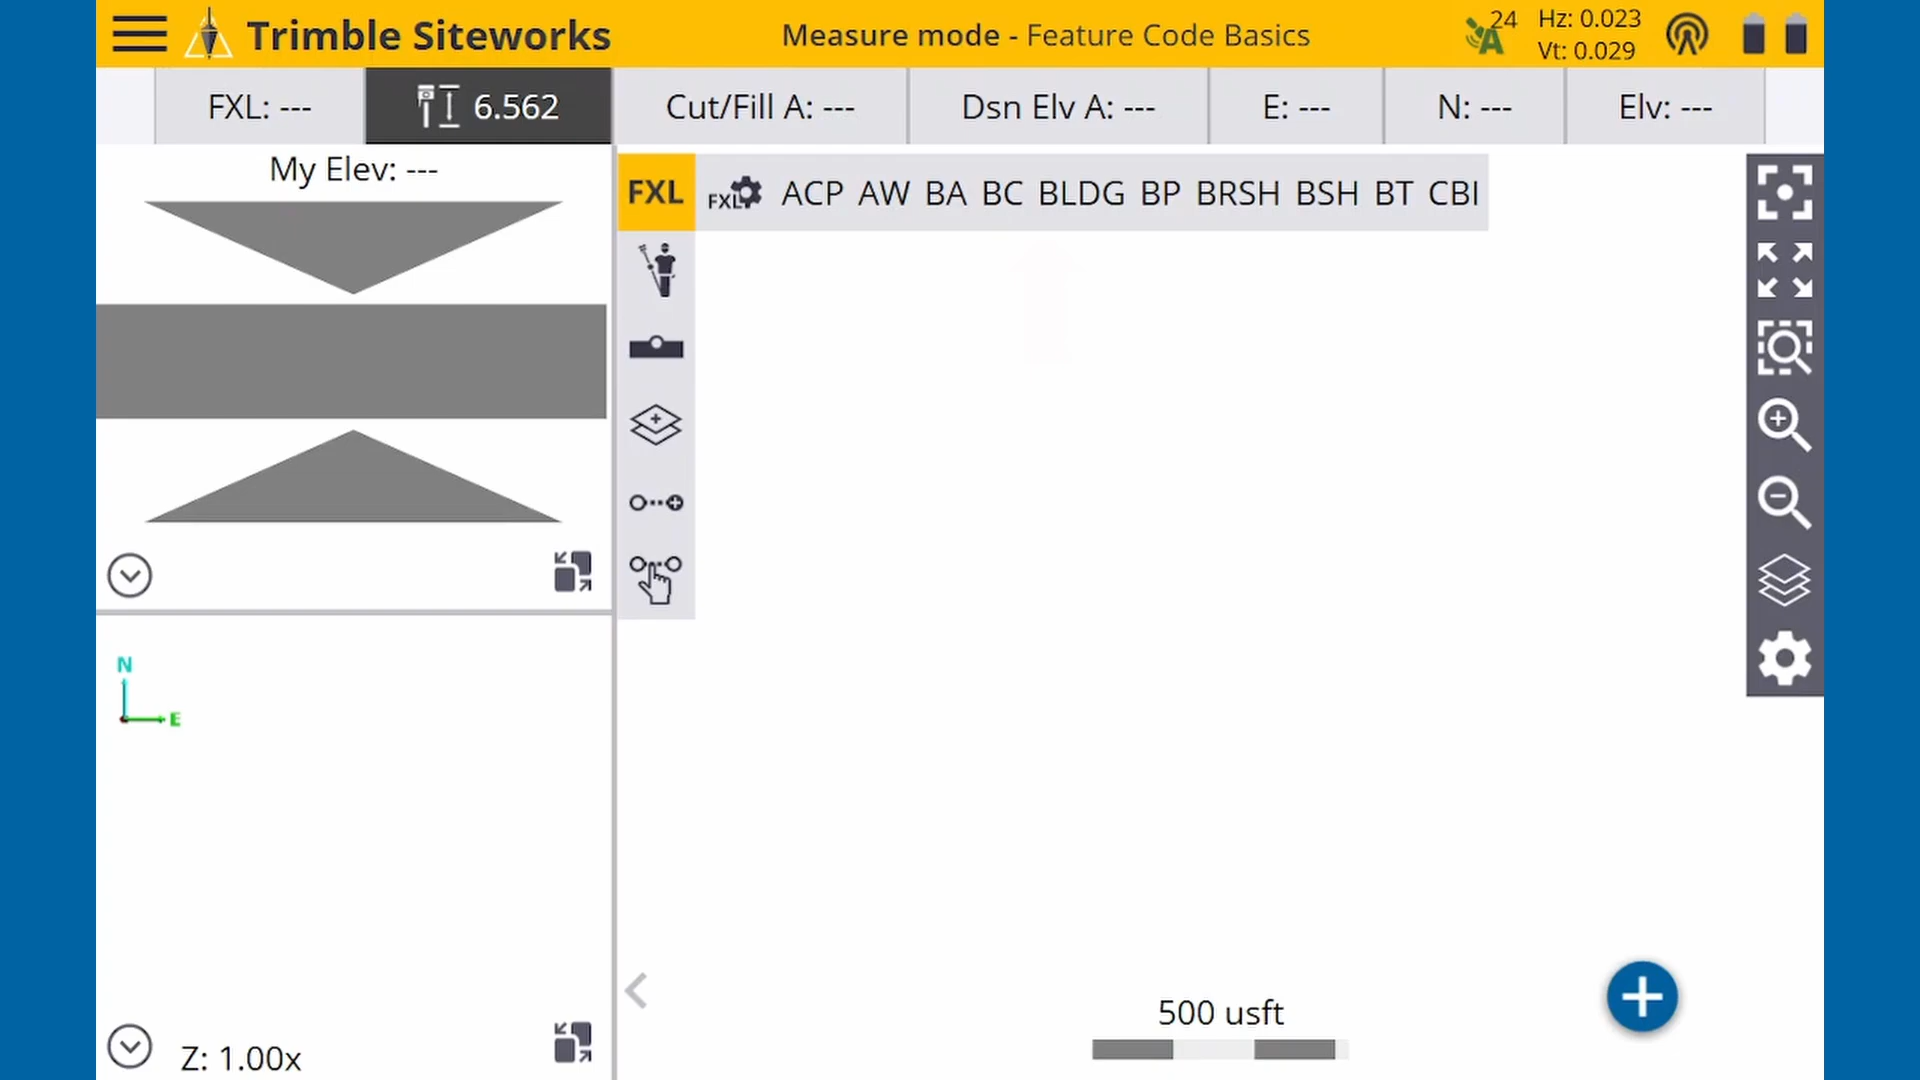 Trimble Siteworks
Measure mode - Feature Code Basics
24
Hz: 0.023
Vt: 0.029
FXL: ---
6.562
Cut/Fill A: ---
Dsn Elv A: ---
E: ---
N: ---
Elv: ---
My Elev: ---
FXL
FXL
ACP AW BA BC BLDG BP BRSH BSH BT CBI
N
E
Z: 1.00x
500 usft